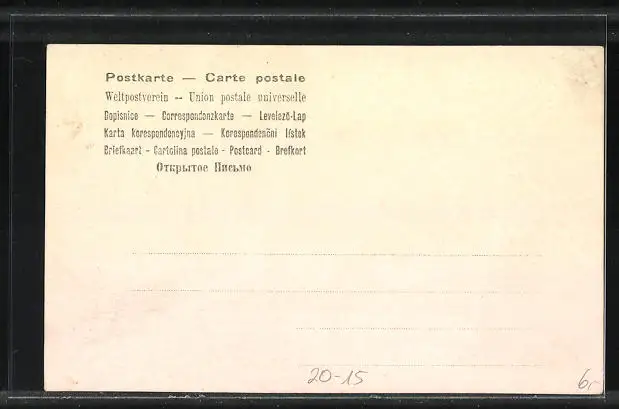 Postkarte — Carte postale
Weltpostverein — Union postale universelle
Dopisnice — Correspondenzkarte — Levelező-Lap
Karta korespondencyjna — Korespondenční lístek
Briefkaart - Cartolina postale - Postcard - Brefkort
Открытое Письмо
20-15
6,-